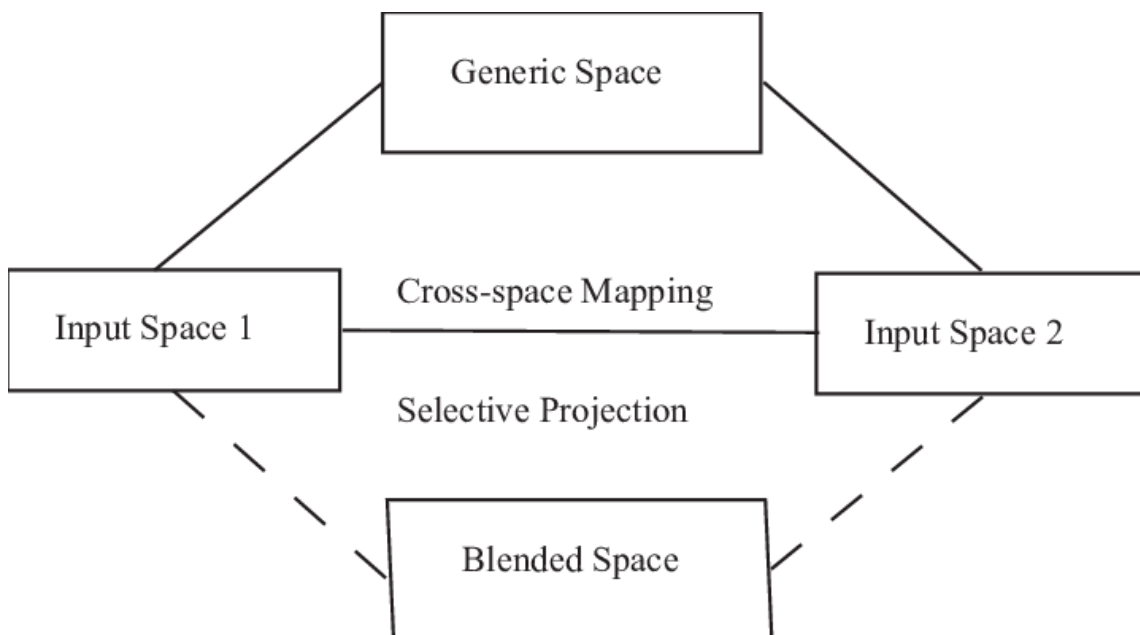 Generic Space
Cross-space Mapping
Input Space 1
Input Space 2
Selective Projection
Blended Space